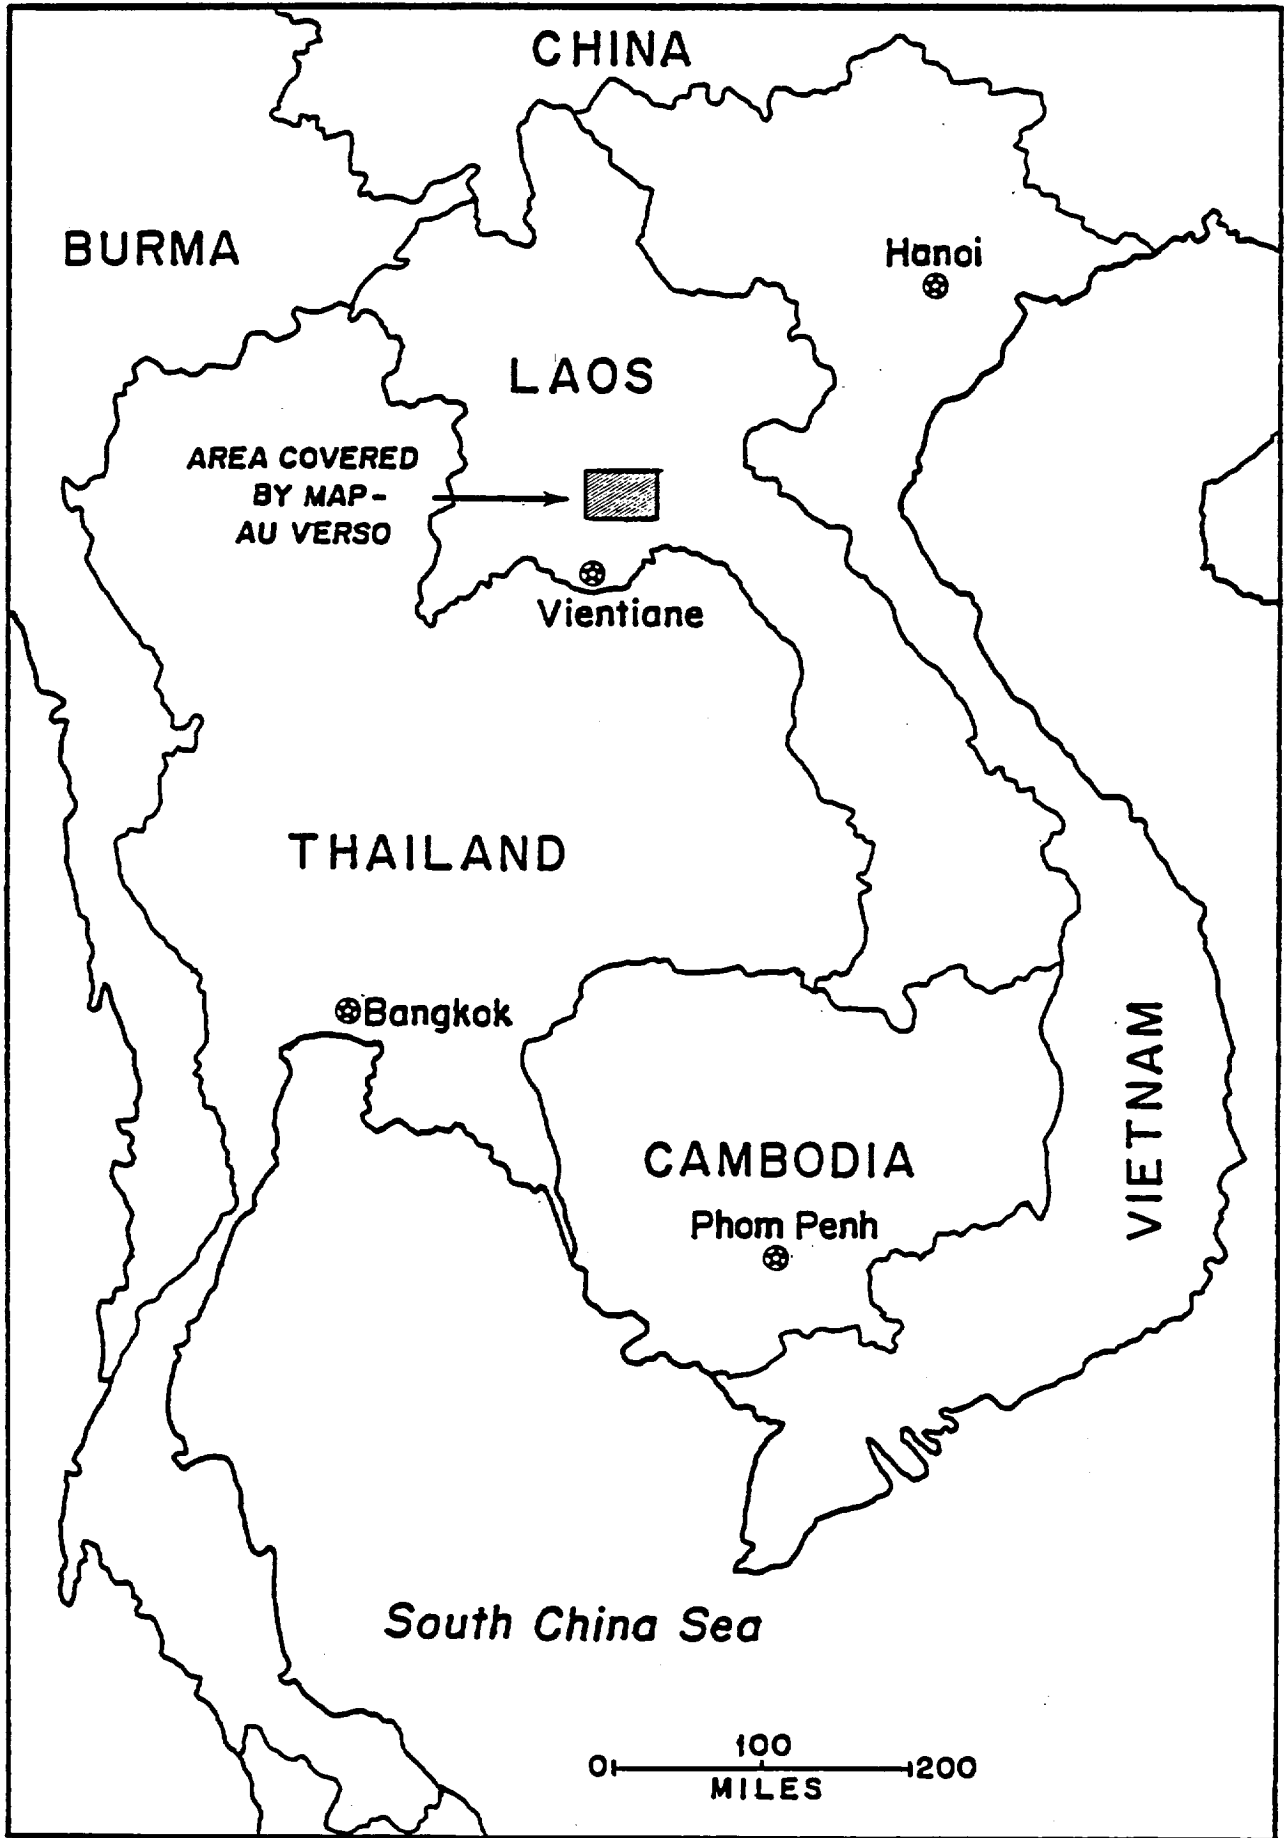 CHINA
BURMA
Hanoi
LAOS
AREA COVERED
BY MAP-
AU VERSO
Vientiane
THAILAND
Bangkok
CAMBODIA
Phom Penh
VIETNAM
South China Sea
0 100 200
MILES